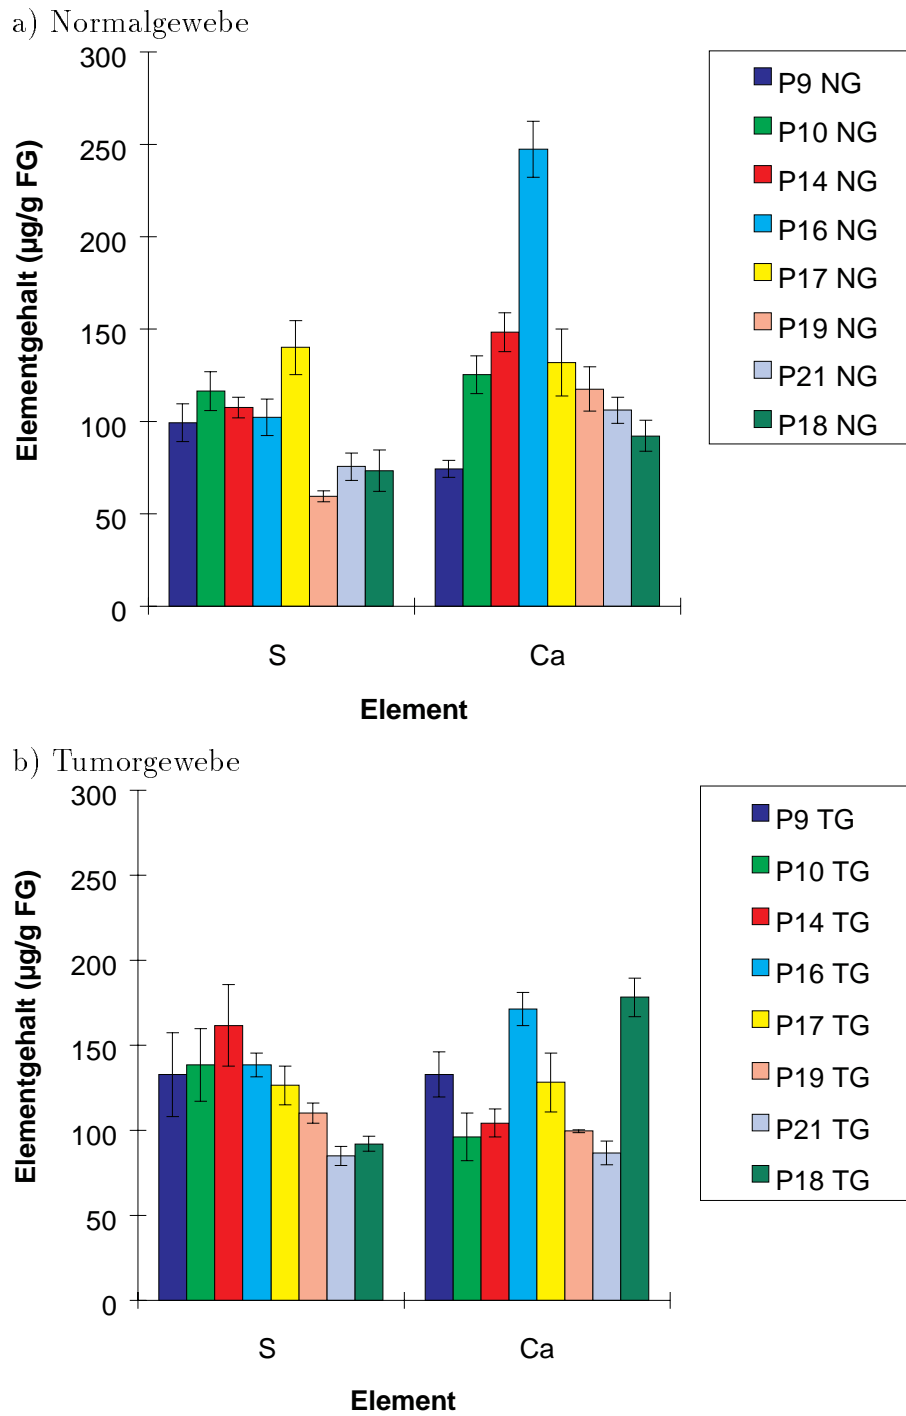 a) Normalgewebe
300
250
200
150
100
50
0
Elementgehalt (µg/g FG)
S
Ca
Element
P9 NG
P10 NG
P14 NG
P16 NG
P17 NG
P19 NG
P21 NG
P18 NG
b) Tumorgewebe
300
250
200
150
100
50
0
Elementgehalt (µg/g FG)
S
Ca
Element
P9 TG
P10 TG
P14 TG
P16 TG
P17 TG
P19 TG
P21 TG
P18 TG